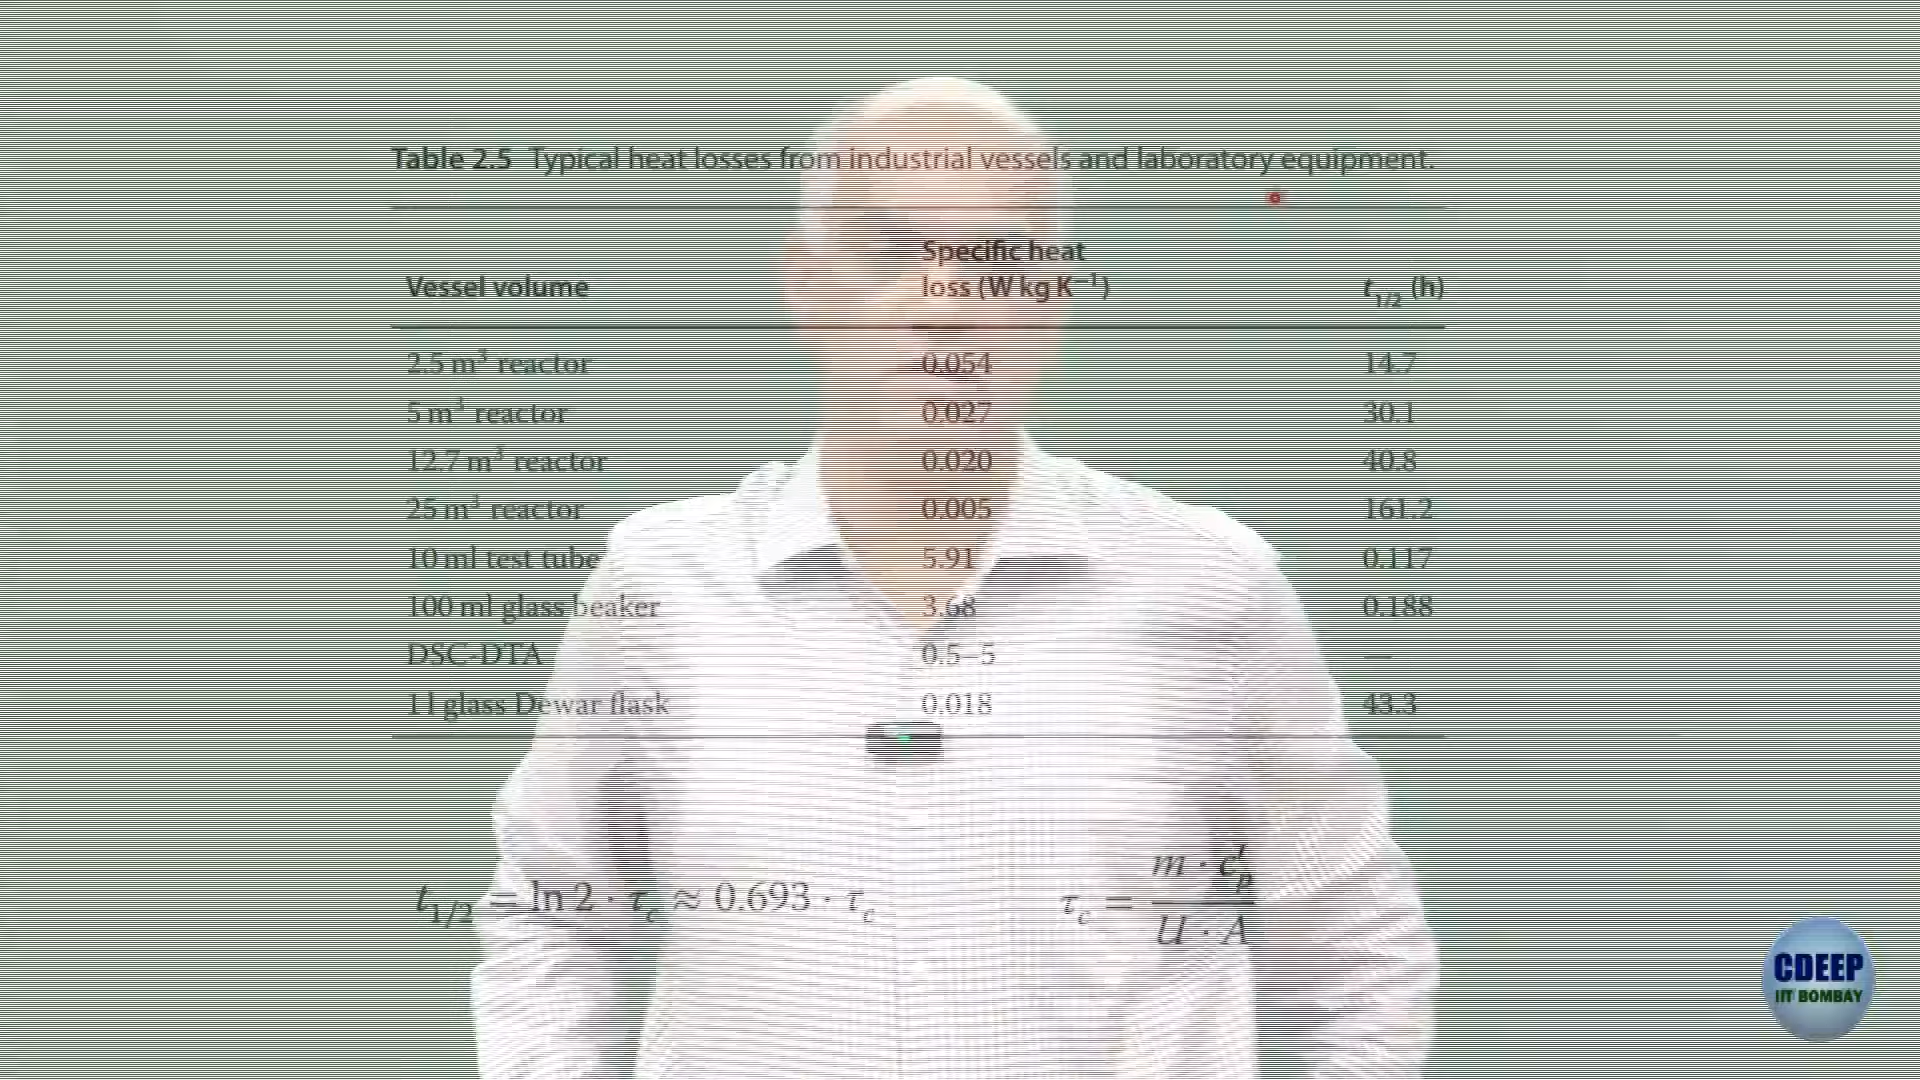 Table 2.5 Typical heat losses from industrial vessels and laboratory equipment.
Vessel volume Specific heat loss (W kg K⁻¹) t₁/₂ (h)
2.5 m³ reactor 0.054 14.7
5 m³ reactor 0.027 30.1
12.7 m³ reactor 0.020 40.8
25 m³ reactor 0.005 161.2
10 ml test tube 5.91 0.117
100 ml glass beaker 3.68 0.188
DSC-DTA 0.5–5 —
1 l glass Dewar flask 0.018 43.3
t₁/₂ = ln 2 · τc ≈ 0.693 · τc τc = m · c′p / U · A
CDEEP
IIT BOMBAY